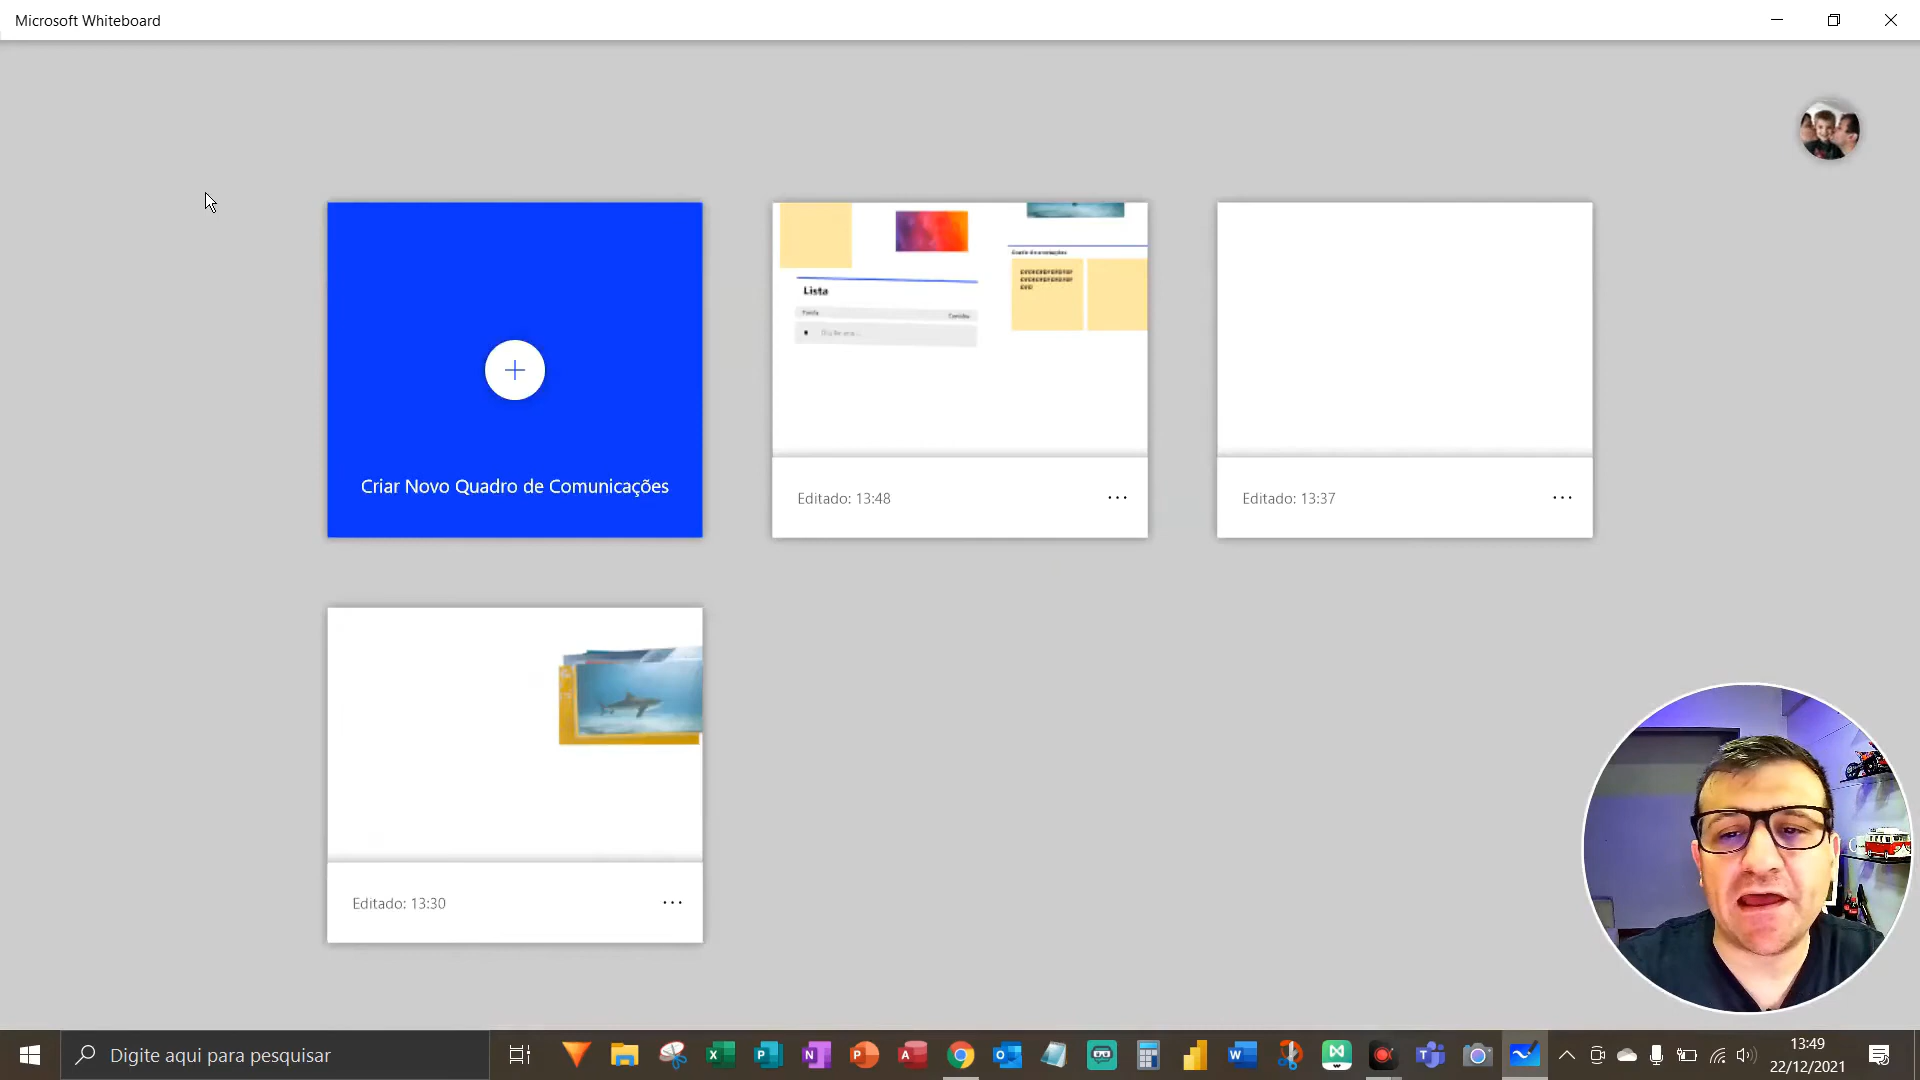 Microsoft Whiteboard
Lista
Criar Novo Quadro de Comunicações
Editado: 13:48
Editado: 13:37
Editado: 13:30
Digite aqui para pesquisar
13:49
22/12/2021